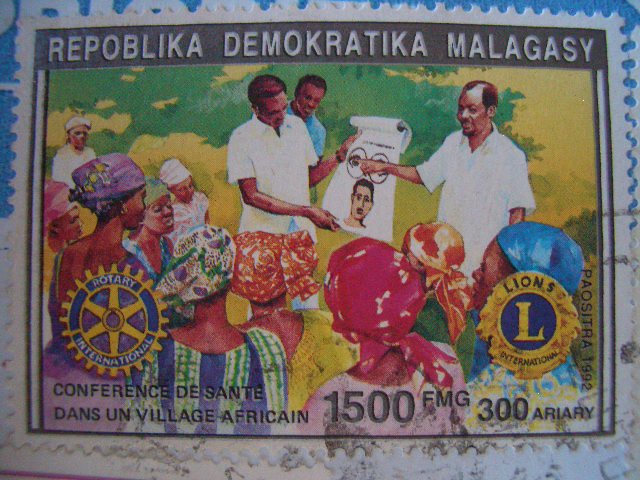 REPOBLIKA DEMOKRATIKA MALAGASY
ROTARY
INTERNATIONAL
LIONS
L
INTERNATIONAL
PAOSITRA 1992
CONFERENCE DE SANTE
DANS UN VILLAGE AFRICAIN
1500 FMG 300 ARIARY